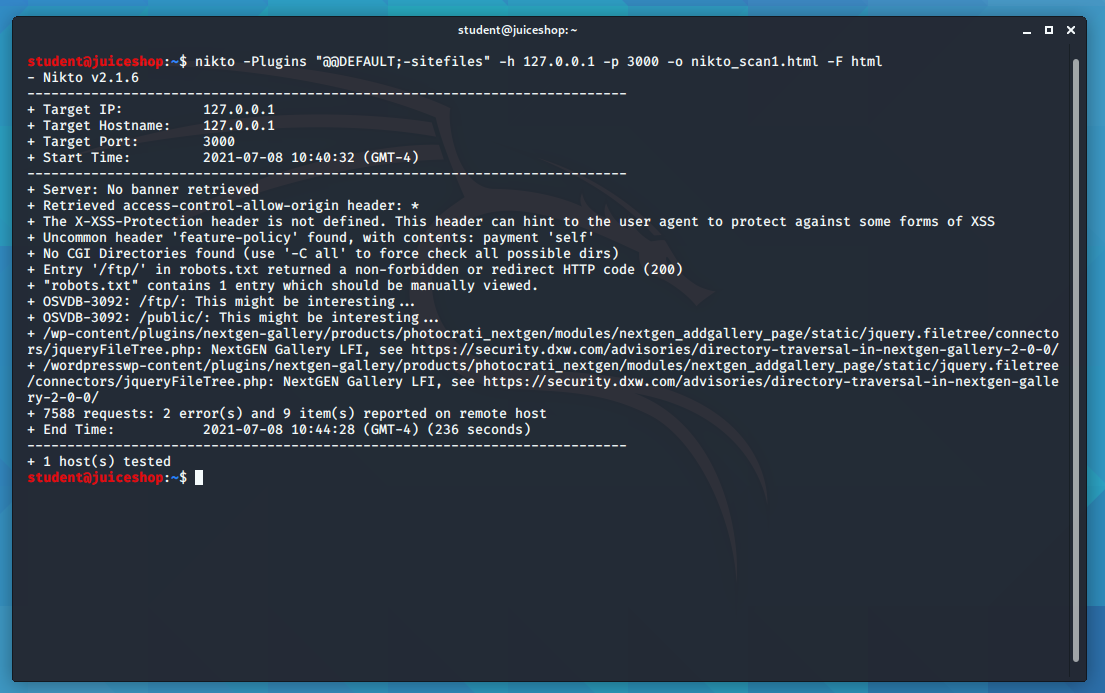 student@juiceshop: ~
student@juiceshop:~$ nikto -Plugins "@@DEFAULT;-sitefiles" -h 127.0.0.1 -p 3000 -o nikto_scan1.html -F html
- Nikto v2.1.6
---------------------------------------------------------------------------
+ Target IP:          127.0.0.1
+ Target Hostname:    127.0.0.1
+ Target Port:        3000
+ Start Time:         2021-07-08 10:40:32 (GMT-4)
---------------------------------------------------------------------------
+ Server: No banner retrieved
+ Retrieved access-control-allow-origin header: *
+ The X-XSS-Protection header is not defined. This header can hint to the user agent to protect against some forms of XSS
+ Uncommon header 'feature-policy' found, with contents: payment 'self'
+ No CGI Directories found (use '-C all' to force check all possible dirs)
+ Entry '/ftp/' in robots.txt returned a non-forbidden or redirect HTTP code (200)
+ "robots.txt" contains 1 entry which should be manually viewed.
+ OSVDB-3092: /ftp/: This might be interesting...
+ OSVDB-3092: /public/: This might be interesting...
+ /wp-content/plugins/nextgen-gallery/products/photocrati_nextgen/modules/nextgen_addgallery_page/static/jquery.filetree/connecto
rs/jqueryFileTree.php: NextGEN Gallery LFI, see https://security.dxw.com/advisories/directory-traversal-in-nextgen-gallery-2-0-0/
+ /wordpresswp-content/plugins/nextgen-gallery/products/photocrati_nextgen/modules/nextgen_addgallery_page/static/jquery.filetree
/connectors/jqueryFileTree.php: NextGEN Gallery LFI, see https://security.dxw.com/advisories/directory-traversal-in-nextgen-galle
ry-2-0-0/
+ 7588 requests: 2 error(s) and 9 item(s) reported on remote host
+ End Time:           2021-07-08 10:44:28 (GMT-4) (236 seconds)
---------------------------------------------------------------------------
+ 1 host(s) tested
student@juiceshop:~$